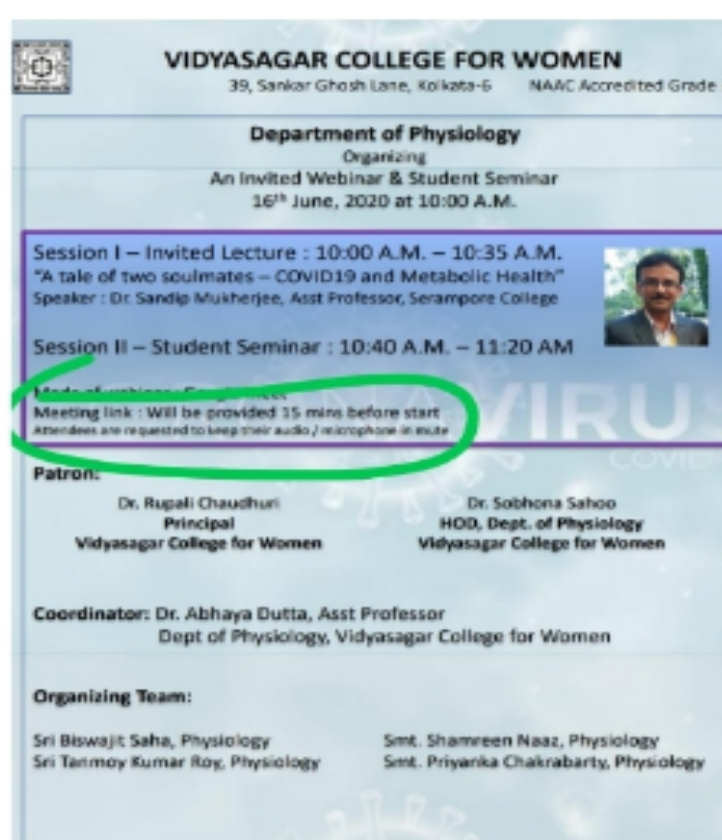 VIDYASAGAR COLLEGE FOR WOMEN
39, Sankar Ghosh Lane, Kolkata-6 NAAC Accredited Grade
Department of Physiology
Organizing
An Invited Webinar & Student Seminar
16th June, 2020 at 10:00 A.M.
Session I – Invited Lecture : 10:00 A.M. – 10:35 A.M.
"A tale of two soulmates – COVID19 and Metabolic Health"
Speaker : Dr. Sandip Mukherjee, Asst Professor, Serampore College
Session II – Student Seminar : 10:40 A.M. – 11:20 AM
Mode of webinar : Google Meet
Meeting link : Will be provided 15 mins before start
Attendees are requested to keep their audio / microphone in mute
VIRUS
COVID
Patron:
Dr. Rupali Chaudhuri Dr. Sobhona Sahoo
Principal HOD, Dept. of Physiology
Vidyasagar College for Women Vidyasagar College for Women
Coordinator: Dr. Abhaya Dutta, Asst Professor
Dept of Physiology, Vidyasagar College for Women
Organizing Team:
Sri Biswajit Saha, Physiology Smt. Shamreen Naaz, Physiology
Sri Tanmoy Kumar Roy, Physiology Smt. Priyanka Chakrabarty, Physiology